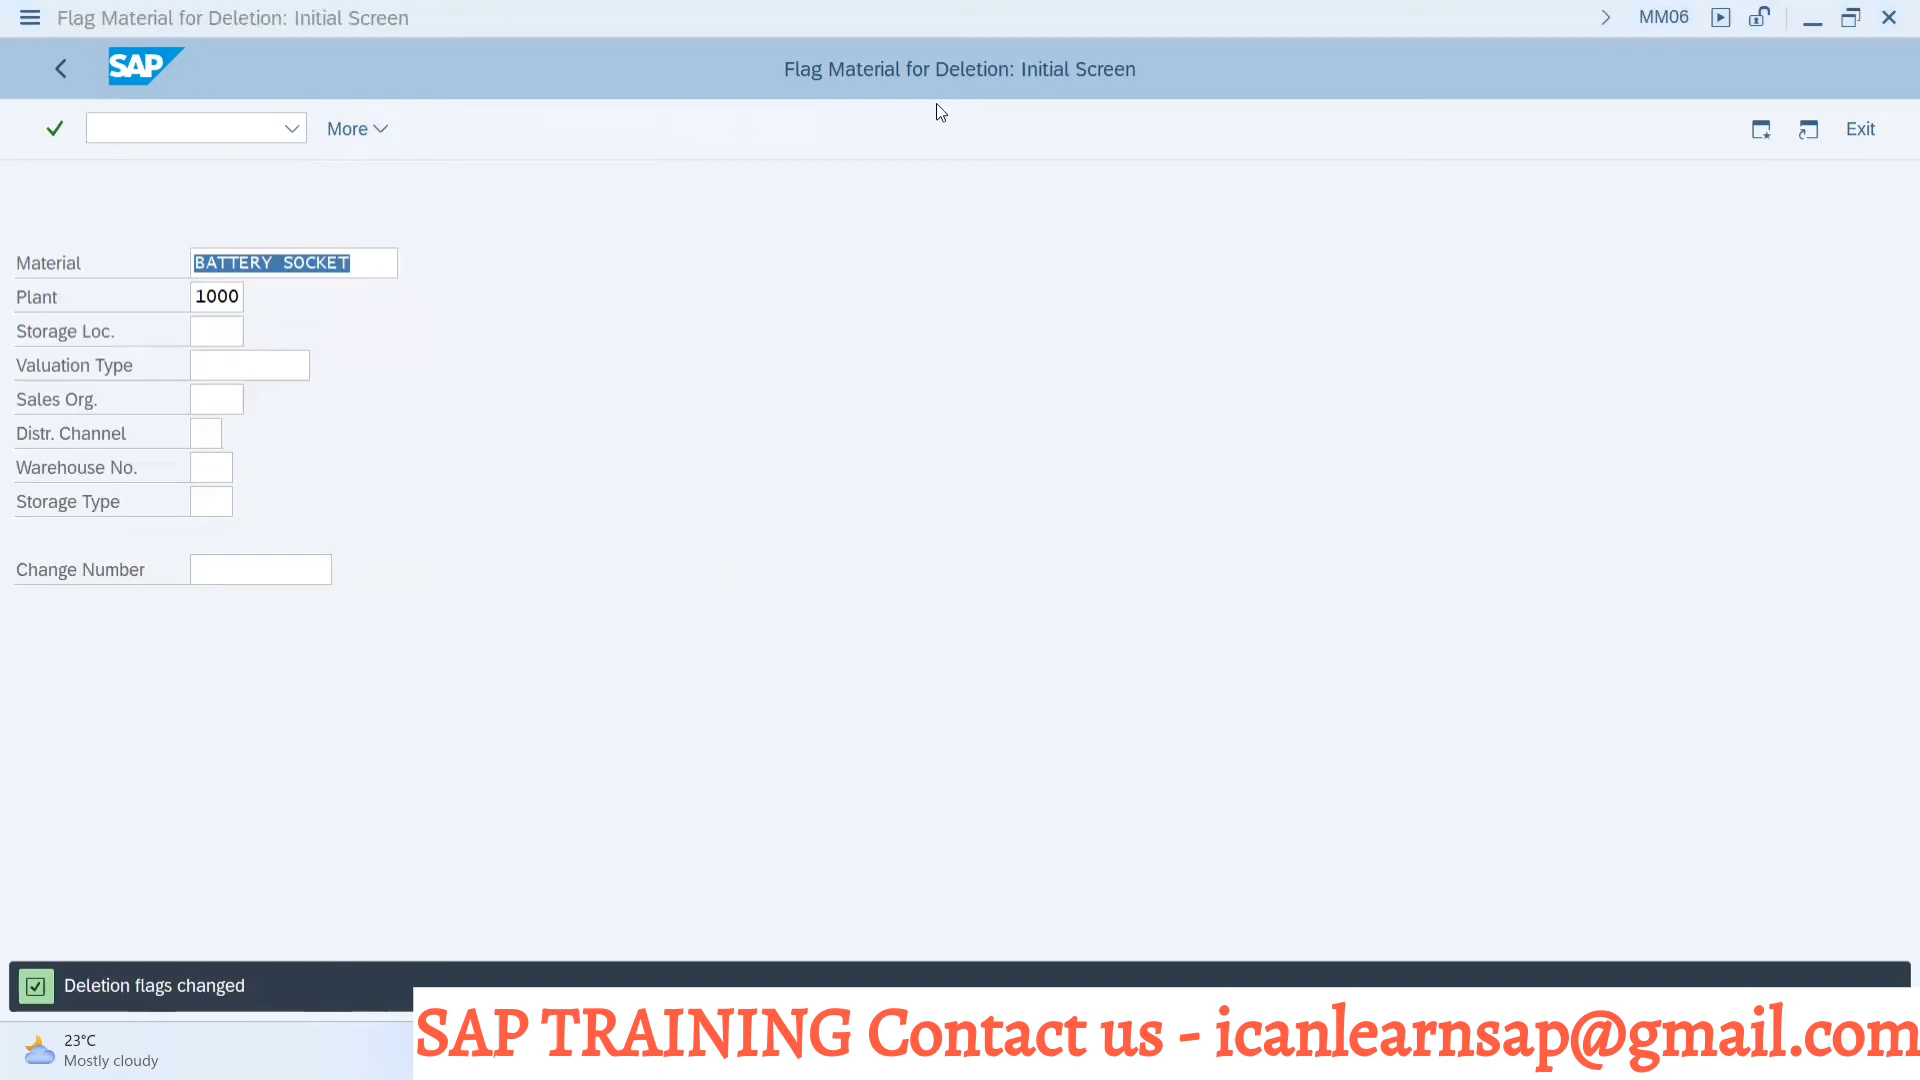 Flag Material for Deletion: Initial Screen
MM06
SAP
Flag Material for Deletion: Initial Screen
More
Exit
Material BATTERY SOCKET
Plant 1000
Storage Loc.
Valuation Type
Sales Org.
Distr. Channel
Warehouse No.
Storage Type
Change Number
Deletion flags changed
SAP TRAINING Contact us - icanlearnsap@gmail.com
23°C
Mostly cloudy